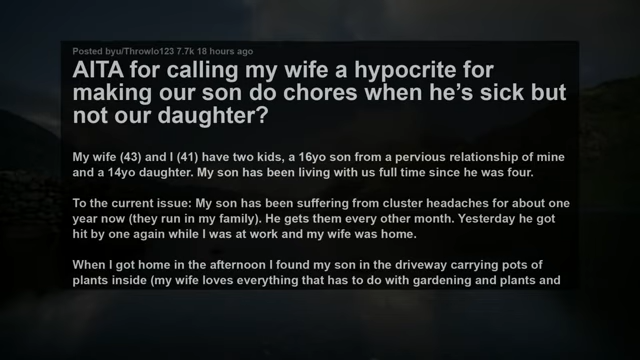 Posted byu/Throwlo123 7.7k 18 hours ago
AITA for calling my wife a hypocrite for
making our son do chores when he's sick but
not our daughter?
My wife (43) and I (41) have two kids, a 16yo son from a pervious relationship of mine
and a 14yo daughter. My son has been living with us full time since he was four.
To the current issue: My son has been suffering from cluster headaches for about one
year now (they run in my family). He gets them every other month. Yesterday he got
hit by one again while I was at work and my wife was home.
When I got home in the afternoon I found my son in the driveway carrying pots of
plants inside (my wife loves everything that has to do with gardening and plants and